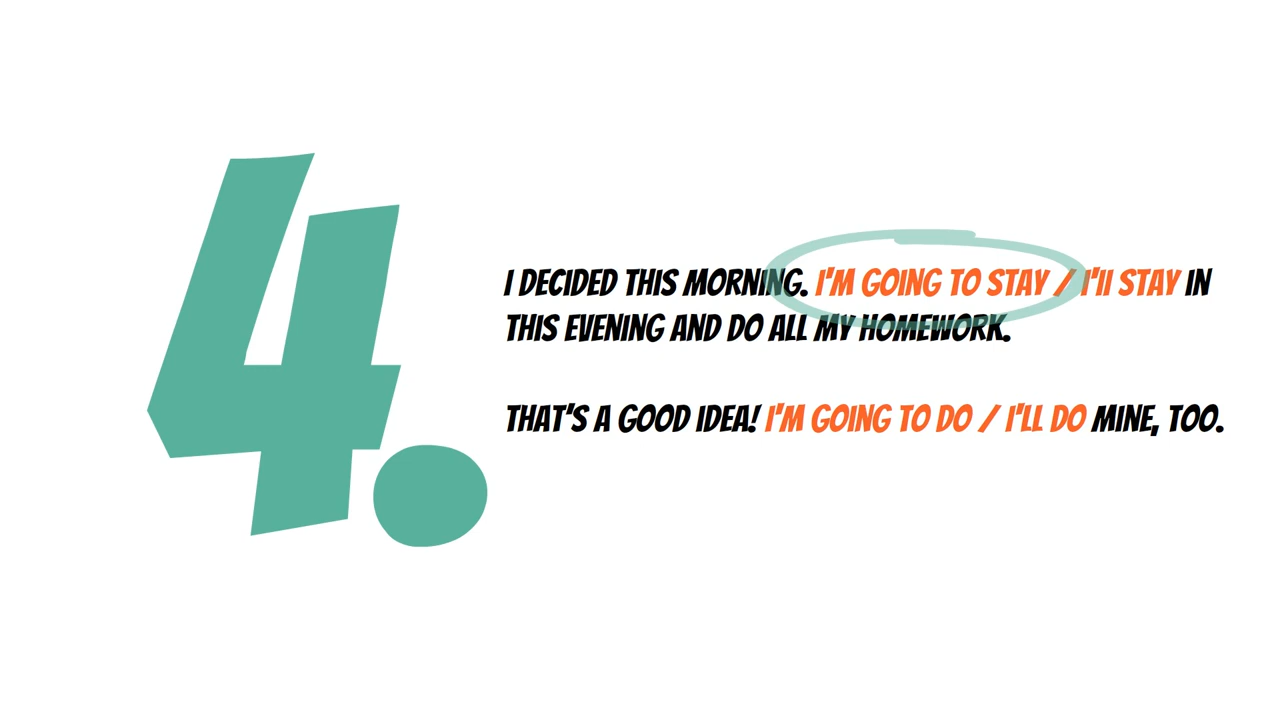 4.
I DECIDED THIS MORNING. I'M GOING TO STAY / I'll STAY IN
THIS EVENING AND DO ALL MY HOMEWORK.
THAT'S A GOOD IDEA! I'M GOING TO DO / I'LL DO MINE, TOO.